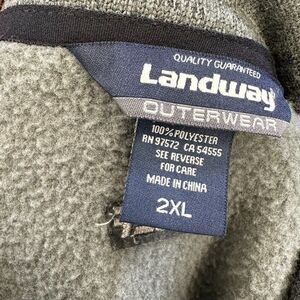 QUALITY GUARANTEED
Landway
OUTERWEAR
100% POLYESTER
RN 97572 CA 54555
SEE REVERSE
FOR CARE
MADE IN CHINA
2XL